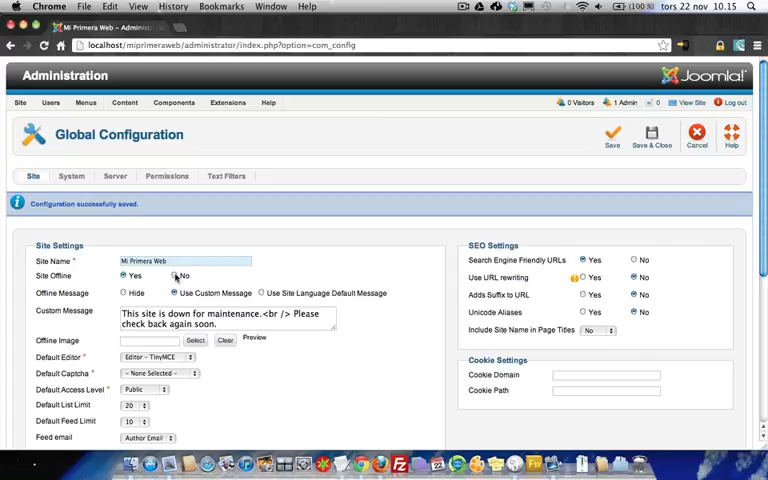 Chrome File Edit View History Bookmarks Window Help (100 %) tors 22 nov 10.15
Mi Primera Web - Administra
localhost/miprimeraweb/administrator/index.php?option=com_config
Administration Joomla!
Site Users Menus Content Components Extensions Help 0 Visitors 1 Admin 0 View Site Log out
Global Configuration Save Save & Close Cancel Help
Site System Server Permissions Text Filters
Configuration successfully saved.
Site Settings
Site Name * Mi Primera Web
Site Offline Yes No
Offline Message Hide Use Custom Message Use Site Language Default Message
Custom Message This site is down for maintenance.<br /> Please
check back again soon.
Offline Image Select Clear Preview
Default Editor * Editor - TinyMCE
Default Captcha * - None Selected -
Default Access Level * Public
Default List Limit 20
Default Feed Limit 10
Feed email Author Email
SEO Settings
Search Engine Friendly URLs Yes No
Use URL rewriting Yes No
Adds Suffix to URL Yes No
Unicode Aliases Yes No
Include Site Name in Page Titles No
Cookie Settings
Cookie Domain
Cookie Path